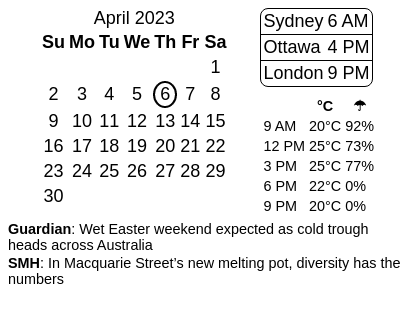 April 2023
Su Mo Tu We Th Fr Sa
1
2 3 4 5 6 7 8
9 10 11 12 13 14 15
16 17 18 19 20 21 22
23 24 25 26 27 28 29
30
Sydney 6 AM
Ottawa 4 PM
London 9 PM
°C ☂
9 AM 20°C 92%
12 PM 25°C 73%
3 PM 25°C 77%
6 PM 22°C 0%
9 PM 20°C 0%
Guardian: Wet Easter weekend expected as cold trough
heads across Australia
SMH: In Macquarie Street’s new melting pot, diversity has the
numbers